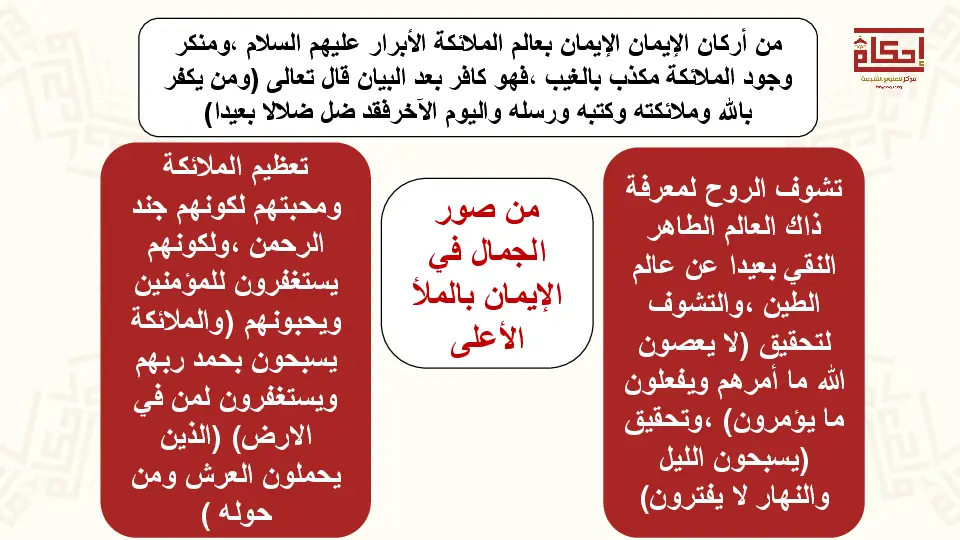 من أركان الإيمان الإيمان بعالم الملائكة الأبرار عليهم السلام ،ومنكر
وجود الملائكة مكذب بالغيب ،فهو كافر بعد البيان قال تعالى (ومن يكفر
بالله وملائكته وكتبه ورسله واليوم الآخرفقد ضل ضلالا بعيدا)
إحكام
مركز للعلوم الشرعية
تشوف الروح لمعرفة
ذاك العالم الطاهر
النقي بعيدا عن عالم
الطين ،والتشوف
لتحقيق (لا يعصون
الله ما أمرهم ويفعلون
ما يؤمرون) ،وتحقيق
(يسبحون الليل
والنهار لا يفترون)
من صور
الجمال في
الإيمان بالملأ
الأعلى
تعظيم الملائكة
ومحبتهم لكونهم جند
الرحمن ،ولكونهم
يستغفرون للمؤمنين
ويحبونهم (والملائكة
يسبحون بحمد ربهم
ويستغفرون لمن في
الارض) (الذين
يحملون العرش ومن
حوله )